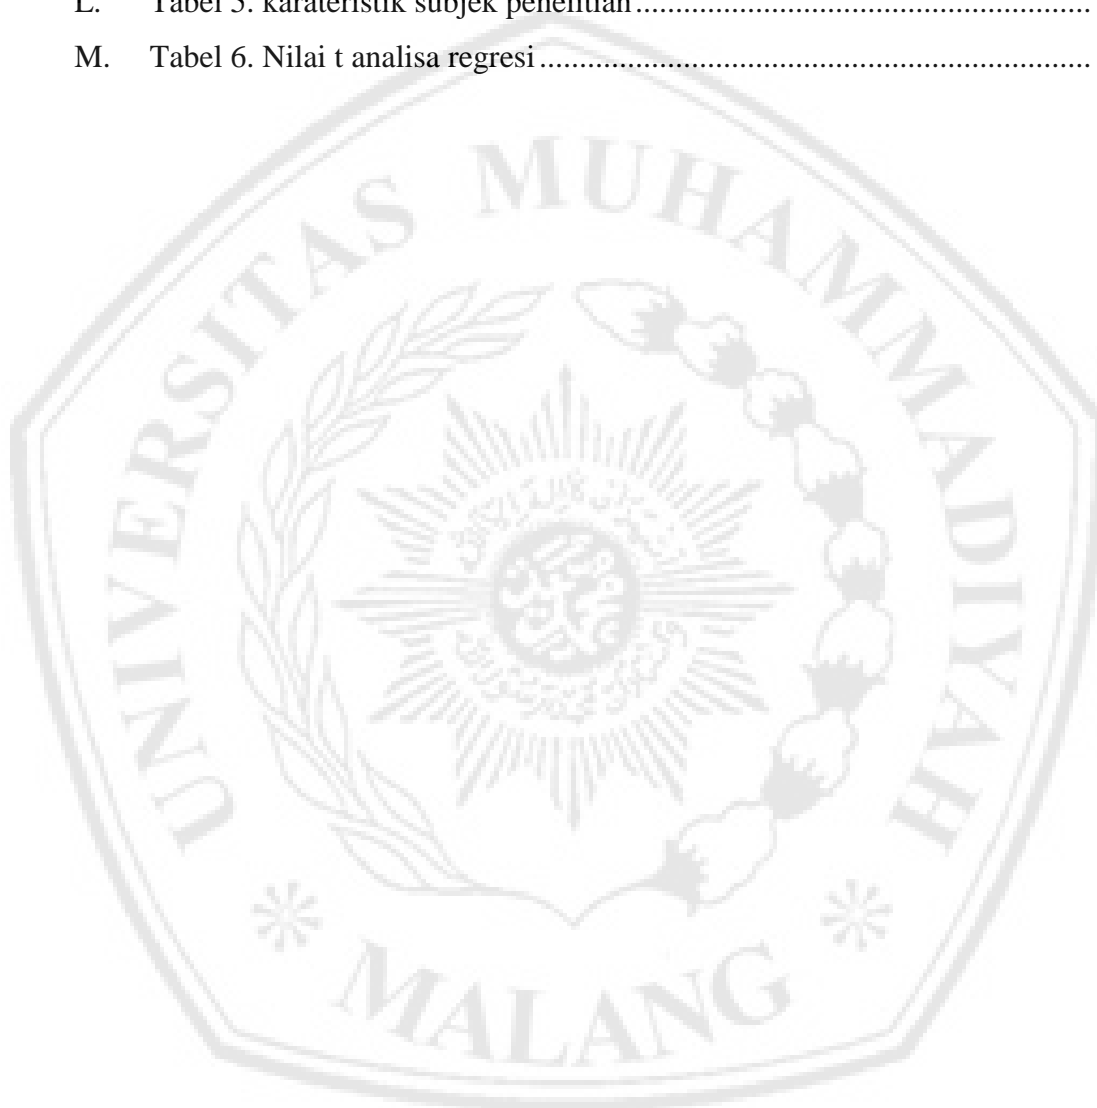 L. Tabel 5. karateristik subjek penelitian
M. Tabel 6. Nilai t analisa regresi
UNIVERSITAS MUHAMMADIYAH
MALANG